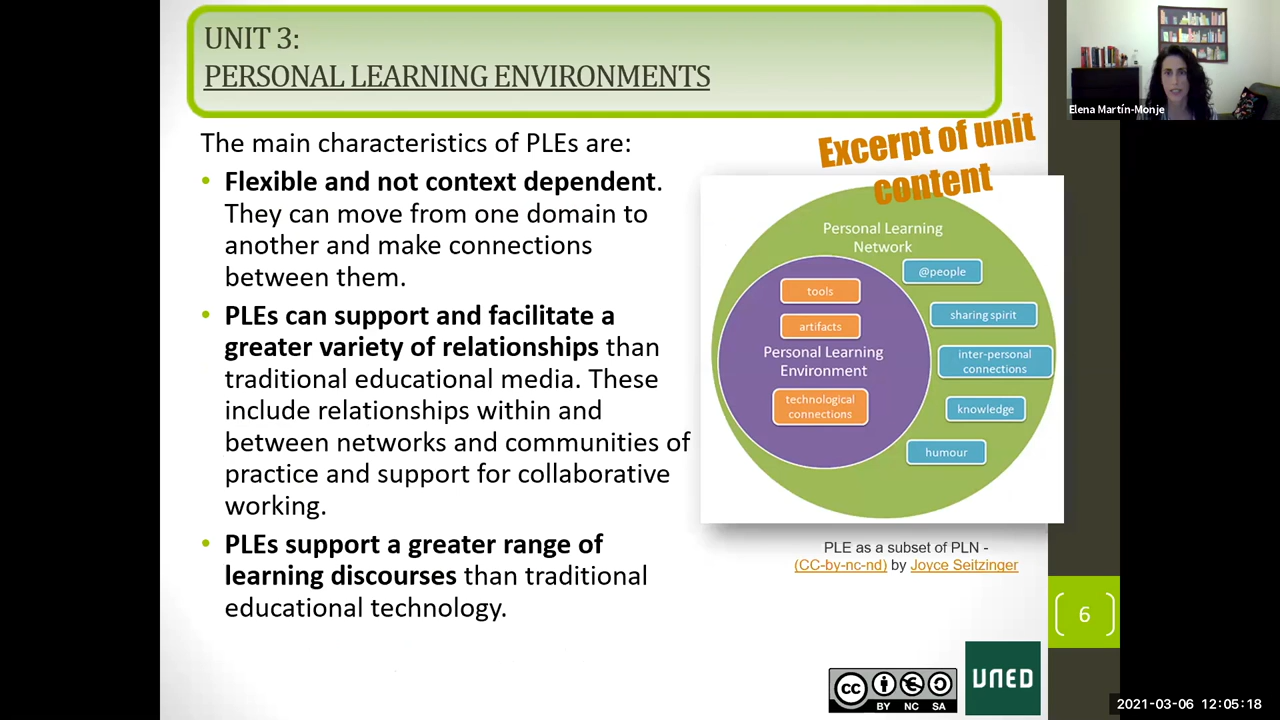 UNIT 3:
PERSONAL LEARNING ENVIRONMENTS
Elena Martín-Monje
The main characteristics of PLEs are:
• Flexible and not context dependent.
They can move from one domain to
another and make connections
between them.
• PLEs can support and facilitate a
greater variety of relationships than
traditional educational media. These
include relationships within and
between networks and communities of
practice and support for collaborative
working.
• PLEs support a greater range of
learning discourses than traditional
educational technology.
Excerpt of unit
content
Personal Learning
Network
@people
sharing spirit
inter-personal
connections
knowledge
humour
tools
artifacts
Personal Learning
Environment
technological
connections
PLE as a subset of PLN -
(CC-by-nc-nd) by Joyce Seitzinger
6
cc
BY NC SA
UNED
2021-03-06 12:05:18